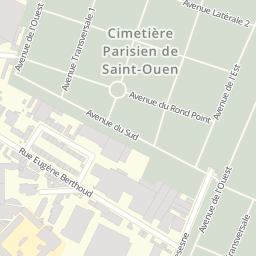 Avenue Latérale 2
Avenue de l'Ouest
Avenue Transversale 1
Cimetière
Parisien de
Saint-Ouen
Avenue de l'Est
Avenue du Rond Point
Avenue du Sud
Rue Eugène Berthoud
Avenue de l'Ouest